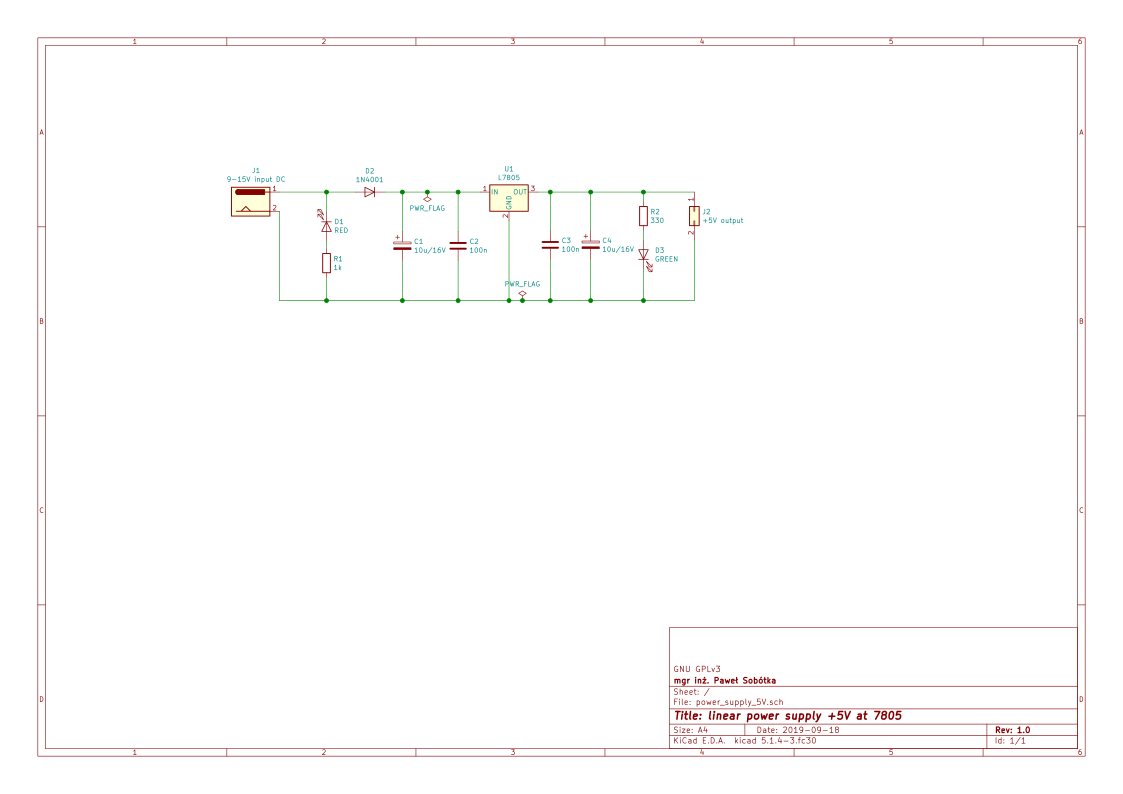 1 2 3 4 5 6
A A
J1
9-15V input DC
1
2
D2
1N4001
PWR_FLAG
U1
L7805
1 IN OUT 3
GND
2
D1
RED
R1
1k
C1
10u/16V
C2
100n
C3
100n
C4
10u/16V
R2
330
D3
GREEN
1
J2
+5V output
2
PWR_FLAG
B B
C C
D D
GNU GPLv3
mgr inż. Paweł Sobótka
Sheet: /
File: power_supply_5V.sch
Title: linear power supply +5V at 7805
Size: A4 Date: 2019-09-18 Rev: 1.0
KiCad E.D.A. kicad 5.1.4-3.fc30 Id: 1/1
1 2 3 4 5 6